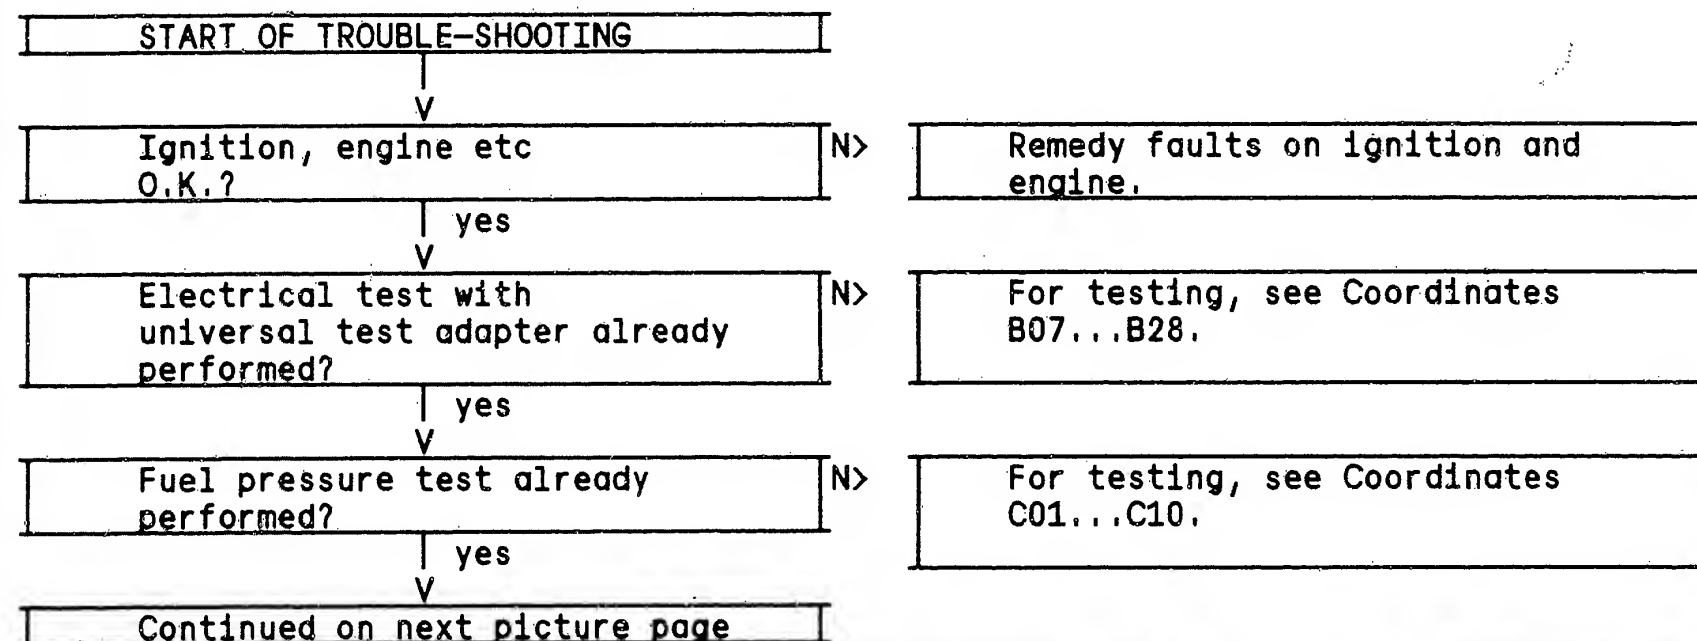 START OF TROUBLE-SHOOTING
Ignition, engine etc
O.K.?
N>
Remedy faults on ignition and
engine.
yes
Electrical test with
universal test adapter already
performed?
N>
For testing, see Coordinates
B07...B28.
yes
Fuel pressure test already
performed?
N>
For testing, see Coordinates
C01...C10.
yes
Continued on next picture page